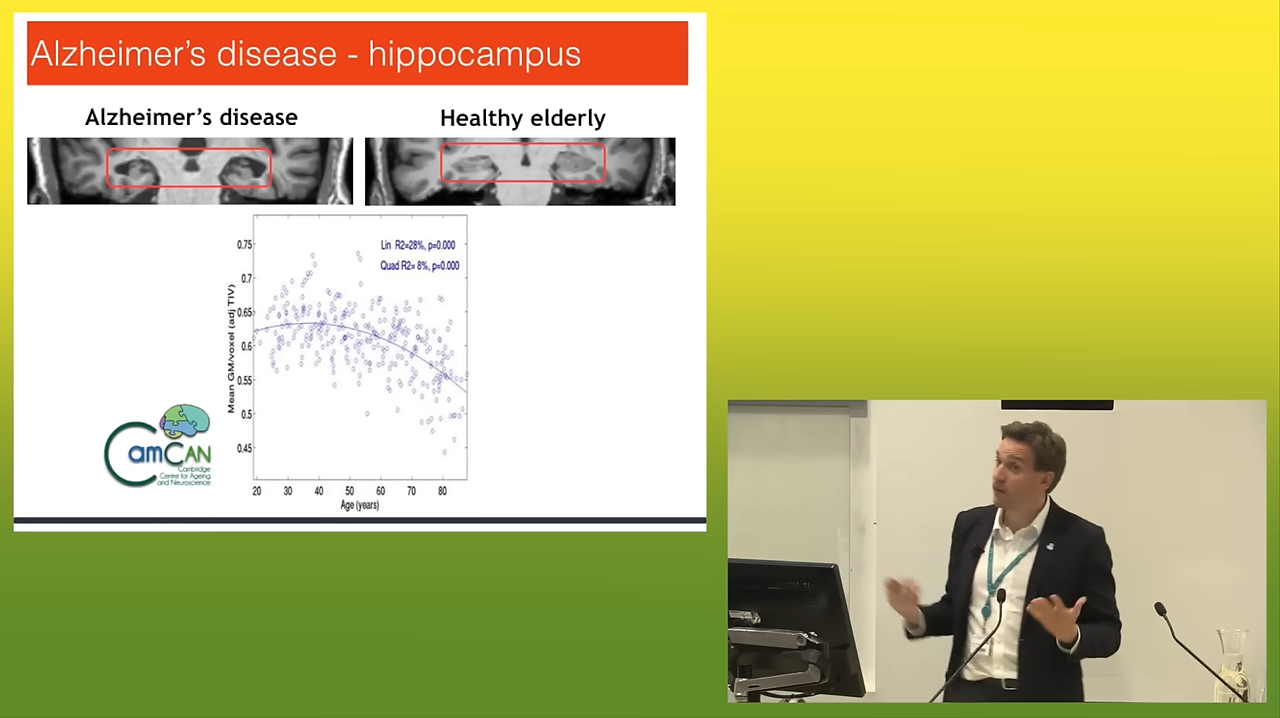 Alzheimer's disease - hippocampus
Alzheimer's disease
Healthy elderly
Lin R2=28%, p=0.000
Quad R2= 8%, p=0.000
Mean GM/voxel (adj TIV)
0.75
0.7
0.65
0.6
0.55
0.5
0.45
20 30 40 50 60 70 80
Age (years)
CamCAN
Cambridge
Centre for Ageing
and Neuroscience